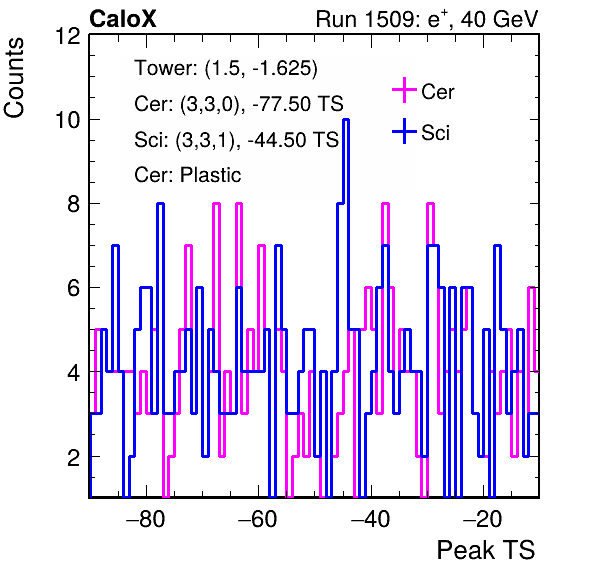 CaloX Run 1509: e+, 40 GeV
Counts
12
Tower: (1.5, -1.625)
Cer: (3,3,0), -77.50 TS
Sci: (3,3,1), -44.50 TS
Cer: Plastic
Cer
Sci
10
8
6
4
2
−80 −60 −40 −20
Peak TS